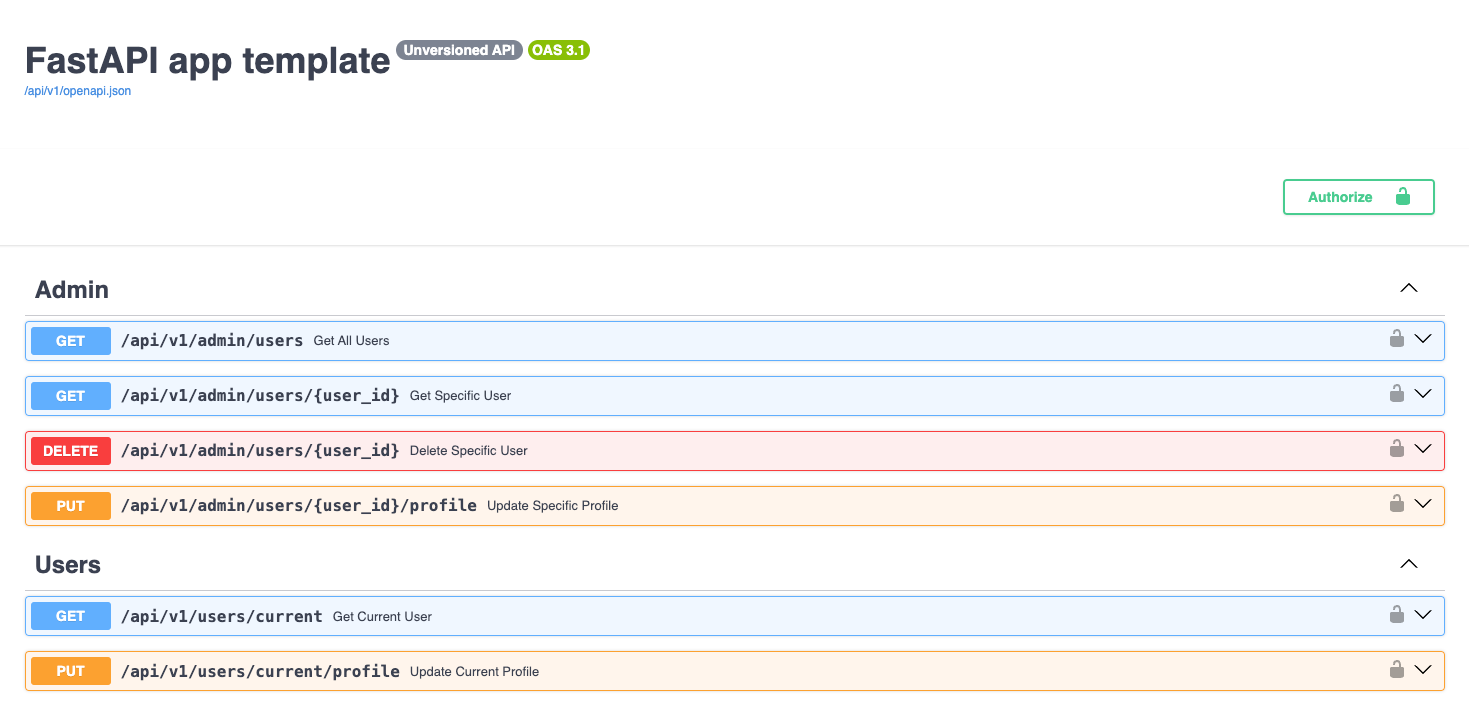 FastAPI app template Unversioned API OAS 3.1
/api/v1/openapi.json
Authorize
Admin
GET /api/v1/admin/users Get All Users
GET /api/v1/admin/users/{user_id} Get Specific User
DELETE /api/v1/admin/users/{user_id} Delete Specific User
PUT /api/v1/admin/users/{user_id}/profile Update Specific Profile
Users
GET /api/v1/users/current Get Current User
PUT /api/v1/users/current/profile Update Current Profile